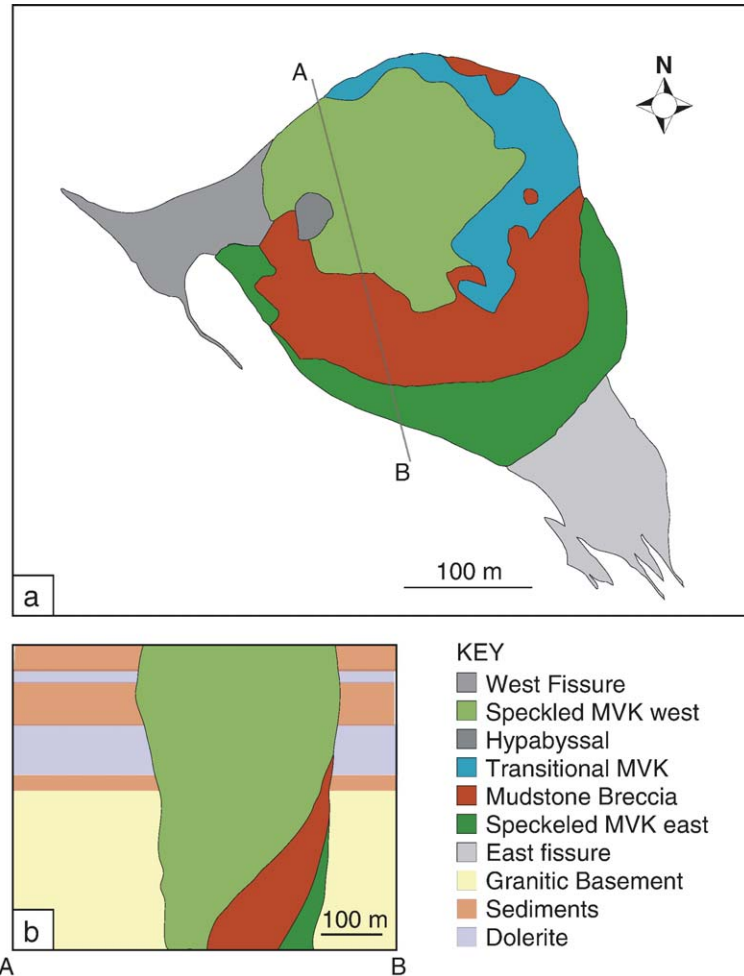 A
N
B
100 m
a
KEY
West Fissure
Speckled MVK west
Hypabyssal
Transitional MVK
Mudstone Breccia
Speckeled MVK east
East fissure
Granitic Basement
Sediments
Dolerite
b
100 m
A
B